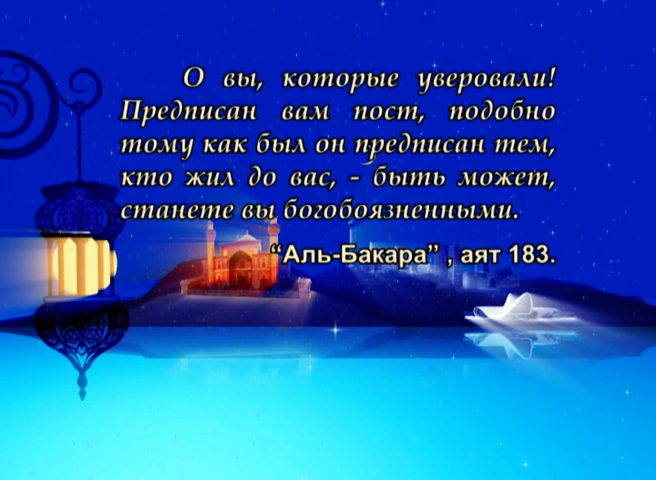 О вы, которые уверовали!
Предписан вам пост, подобно
тому как был он предписан тем,
кто жил до вас, - быть может,
станете вы богобоязненными.
“Аль-Бакара” , аят 183.